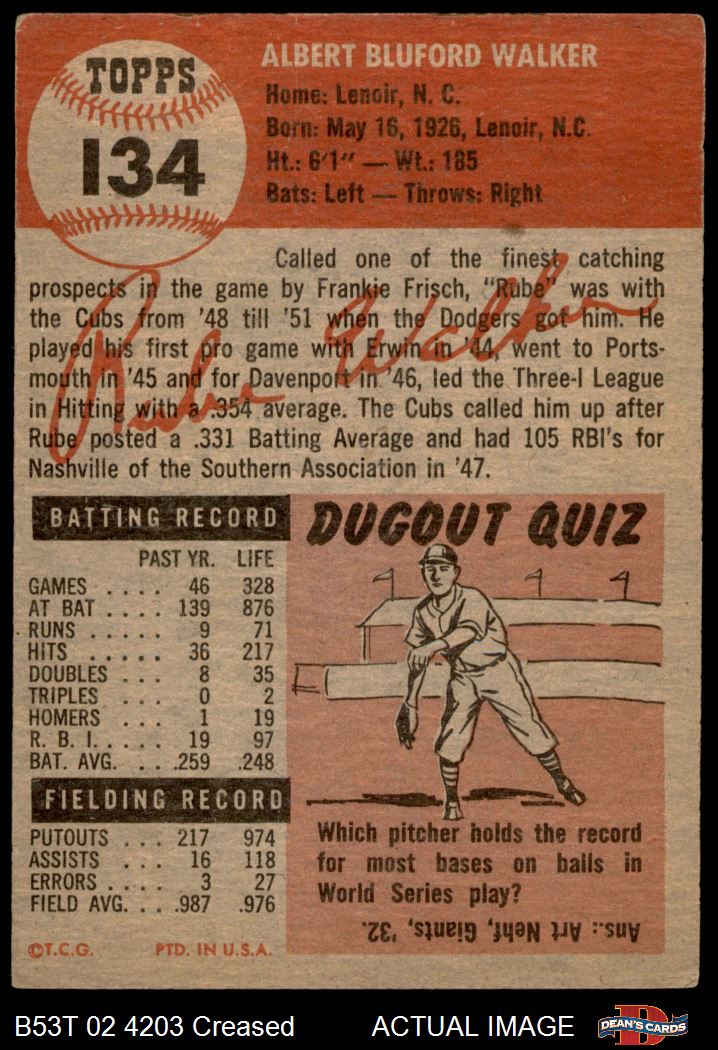 TOPPS
134
ALBERT BLUFORD WALKER
Home: Lenoir, N. C.
Born: May 16, 1926, Lenoir, N.C.
Ht.: 6'1" — Wt.: 185
Bats: Left — Throws: Right
Called one of the finest catching
prospects in the game by Frankie Frisch, "Rube" was with
the Cubs from '48 till '51 when the Dodgers got him. He
played his first pro game with Erwin in '44, went to Ports-
mouth in '45 and for Davenport in '46, led the Three-I League
in Hitting with a .354 average. The Cubs called him up after
Rube posted a .331 Batting Average and had 105 RBI's for
Nashville of the Southern Association in '47.
Rube Walker
BATTING RECORD
PAST YR. LIFE
GAMES .... 46 328
AT BAT .... 139 876
RUNS ..... 9 71
HITS ..... 36 217
DOUBLES ... 8 35
TRIPLES ... 0 2
HOMERS ... 1 19
R. B. I. .... 19 97
BAT. AVG. ... .259 .248
FIELDING RECORD
PUTOUTS ... 217 974
ASSISTS ... 16 118
ERRORS .... 3 27
FIELD AVG. ... .987 .976
©T.C.G. PTD. IN U.S.A.
DUGOUT QUIZ
Which pitcher holds the record
for most bases on balls in
World Series play?
Ans.: Art Nehf, Giants, '32.
B53T 02 4203 Creased ACTUAL IMAGE
D
DEAN'S CARDS